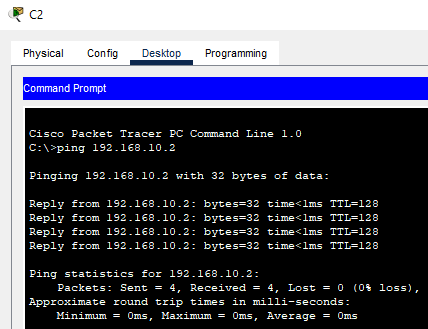 C2
Physical Config Desktop Programming
Command Prompt
Cisco Packet Tracer PC Command Line 1.0
C:\>ping 192.168.10.2
Pinging 192.168.10.2 with 32 bytes of data:
Reply from 192.168.10.2: bytes=32 time<1ms TTL=128
Reply from 192.168.10.2: bytes=32 time<1ms TTL=128
Reply from 192.168.10.2: bytes=32 time<1ms TTL=128
Reply from 192.168.10.2: bytes=32 time<1ms TTL=128
Ping statistics for 192.168.10.2:
Packets: Sent = 4, Received = 4, Lost = 0 (0% loss),
Approximate round trip times in milli-seconds:
Minimum = 0ms, Maximum = 0ms, Average = 0ms